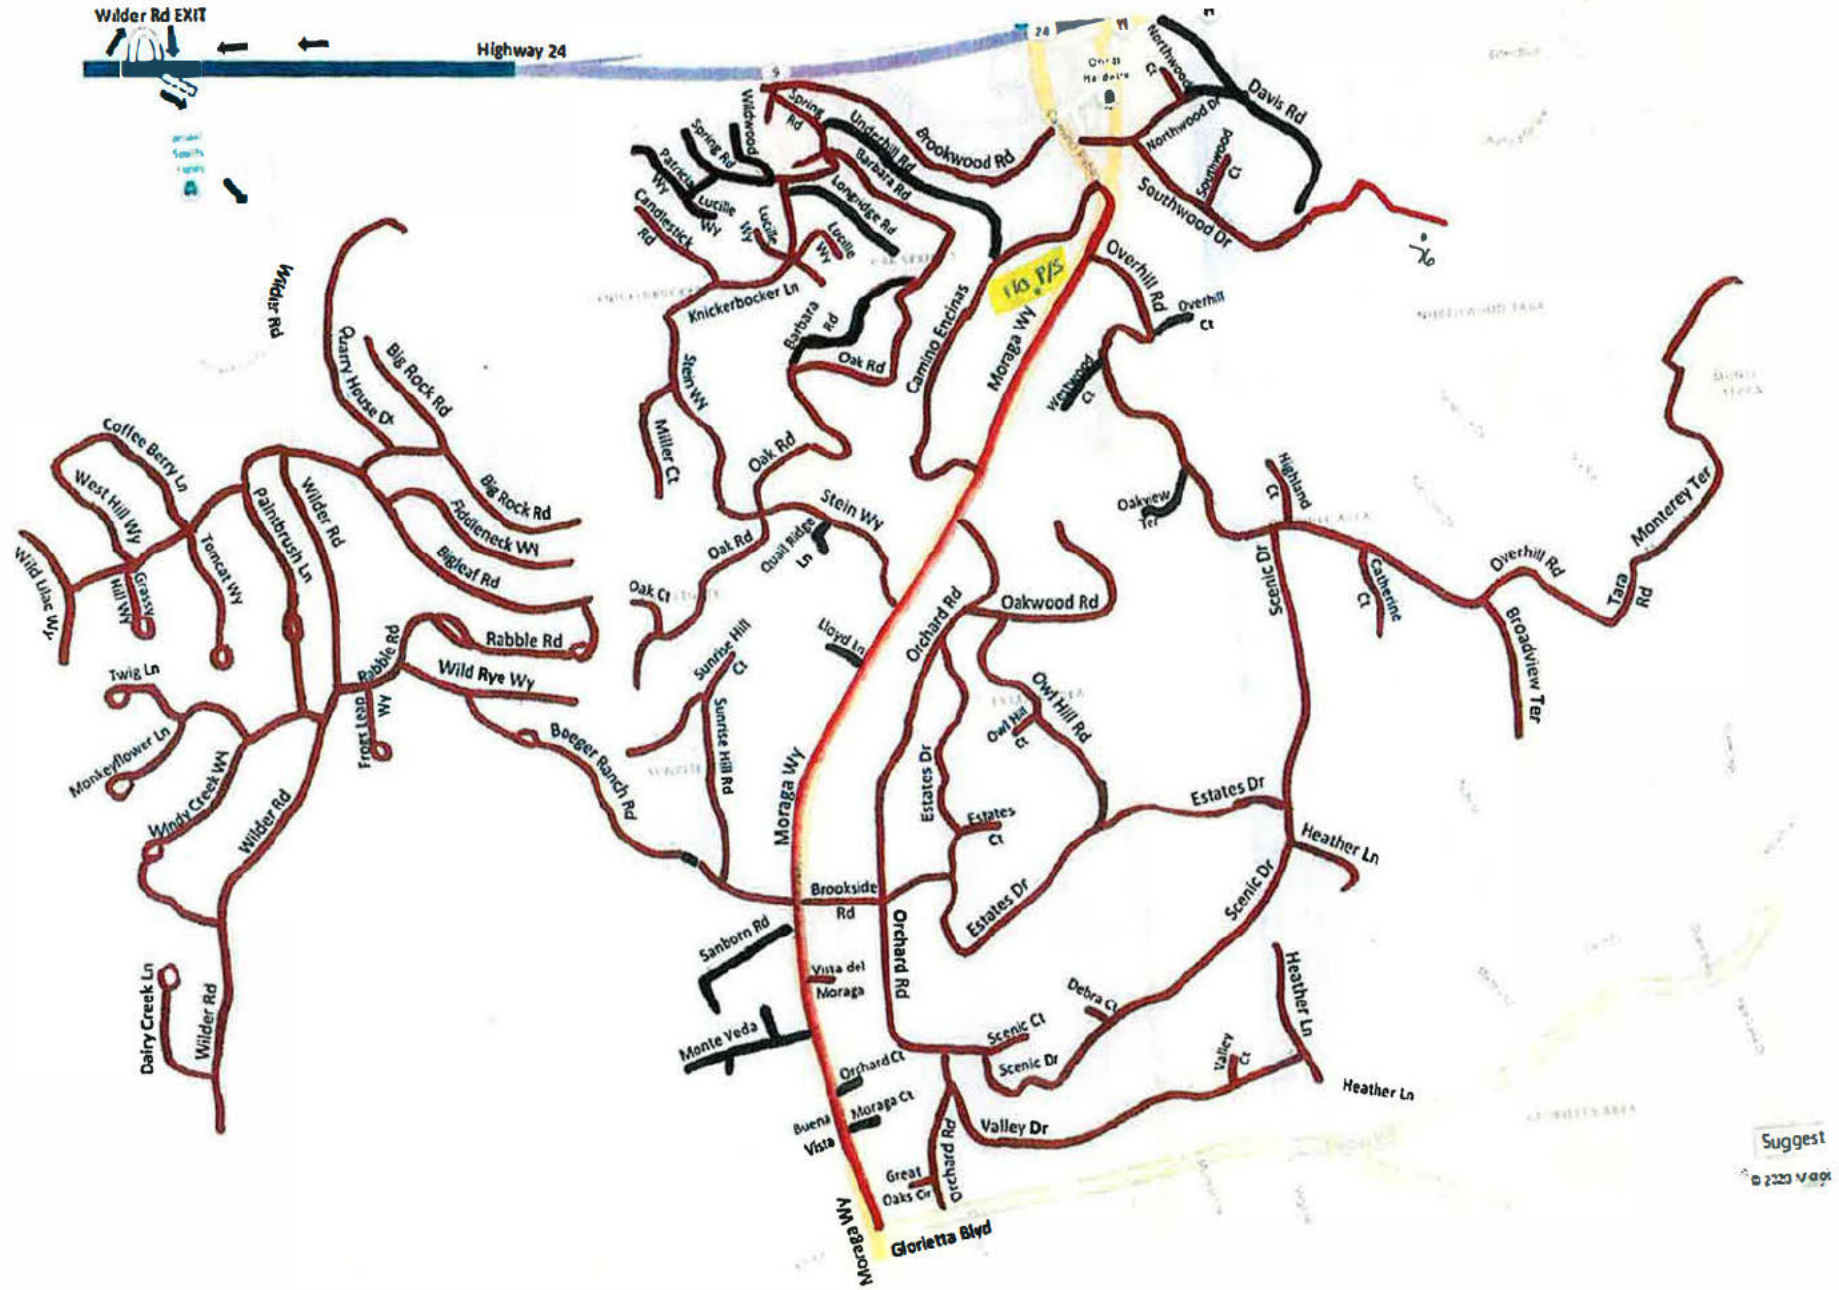 Wilder Rd EXIT
Highway 24
24
Northwood
Ct
Davis Rd
Northwood Dr
Southwood
Ct
Southwood Dr
Wildwood
Spring
Rd
Underhill Rd
Brookwood Rd
Spring Rd
Barbara Rd
Patricia
Wy
Longridge Rd
Lucille
Wy
Lucille
Wy
Lucille
Wy
Candlestick
Rd
Knickerbocker Ln
Barbara
Rd
Oak Rd
Camino Encinas
No P/S
Moraga Wy
Overhill Rd
Overhill
Ct
Westwood
Ct
Wilder Rd
Quarry House Dr
Big Rock Rd
Stein Wy
Miller Ct
Oak Rd
Coffee Berry Ln
West Hill Wy
Palntbrush Ln
Wilder Rd
Big Rock Rd
Fiddleneck Wy
Bigleaf Rd
Stein Wy
Quail Ridge
Ln
Oak Rd
Oakview
Ter
Highland
Ct
Monterey Ter
Overhill Rd
Tara
Rd
Scenic Dr
Catherine
Ct
Broadview Ter
Wild Lilac Wy
Grassy
Hill Wy
Tomcat Wy
Rabble Rd
Rabble Rd
Wild Rye Wy
Oak Ct
Lloyd Ln
Sunrise Hill
Ct
Sunrise Hill Rd
Orchard Rd
Oakwood Rd
Owl Hill Rd
Owl Hill
Ct
Twig Ln
Monkeyflower Ln
Frogs Leap
Wy
Boeger Ranch Rd
Windy Creek Wy
Wilder Rd
Moraga Wy
Estates Dr
Estates
Ct
Estates Dr
Heather Ln
Scenic Dr
Brookside
Rd
Estates Dr
Orchard Rd
Sanborn Rd
Vista del
Moraga
Monte Veda
Dairy Creek Ln
Wilder Rd
Debra Ct
Scenic Ct
Scenic Dr
Heather Ln
Valley
Ct
Heather Ln
Orchard Ct
Moraga Ct
Buena
Vista
Valley Dr
Orchard Rd
Great
Oaks Cir
Moraga Wy
Glorietta Blvd
Suggest